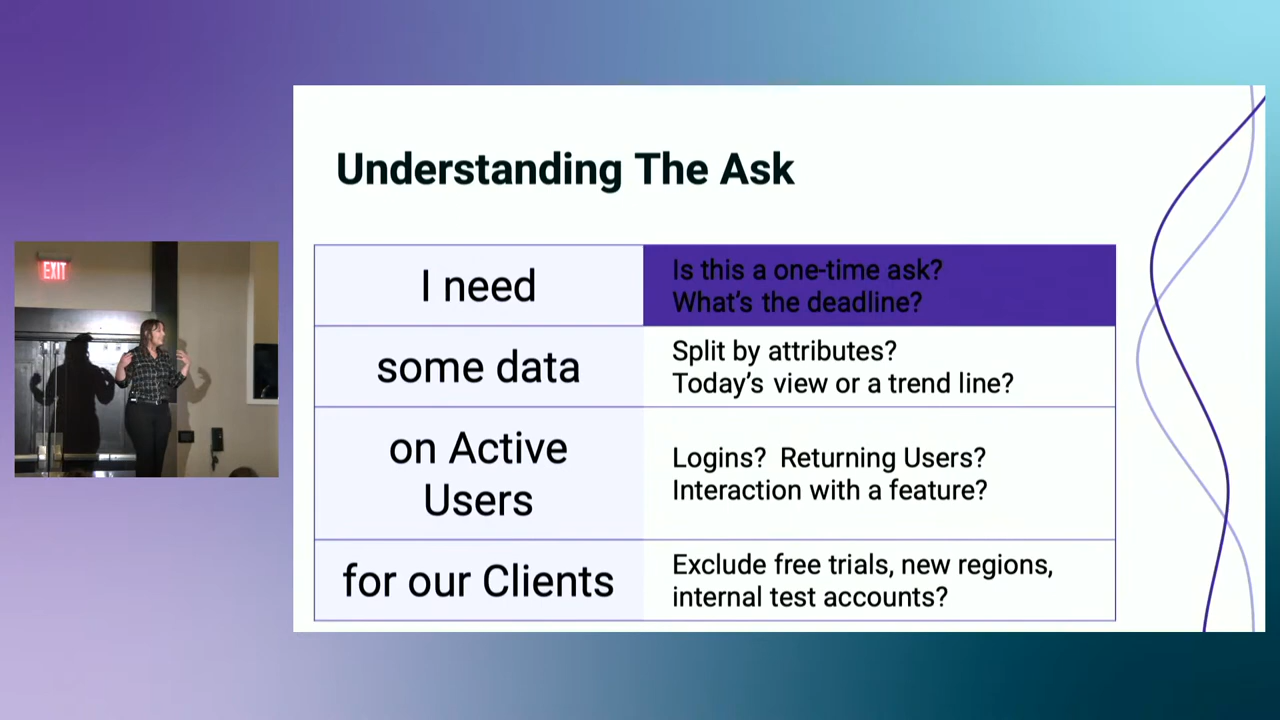 Understanding The Ask
I need
Is this a one-time ask?
What's the deadline?
some data
Split by attributes?
Today's view or a trend line?
on Active
Users
Logins?  Returning Users?
Interaction with a feature?
for our Clients
Exclude free trials, new regions,
internal test accounts?
EXIT